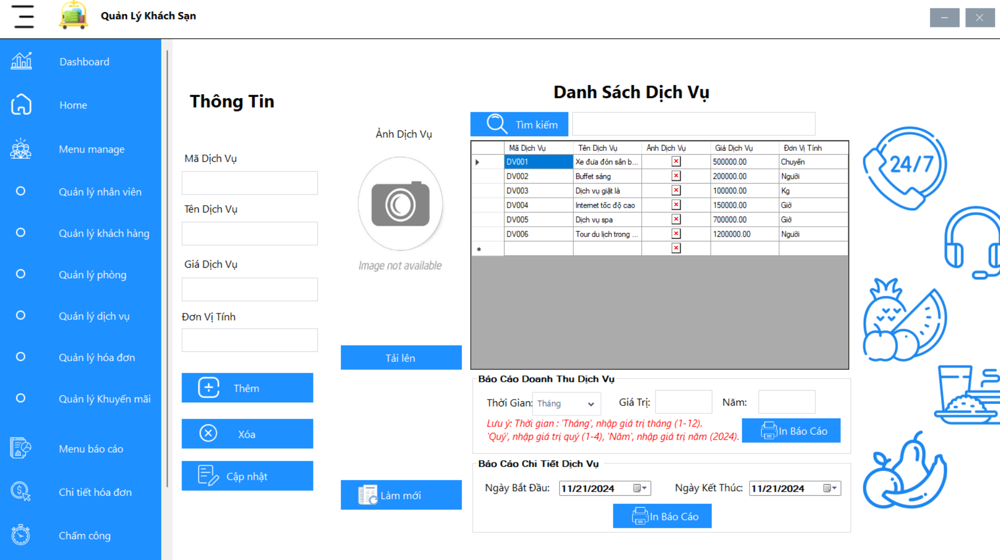 Quản Lý Khách Sạn
Dashboard
Home
Menu manage
Quản lý nhân viên
Quản lý khách hàng
Quản lý phòng
Quản lý dịch vụ
Quản lý hóa đơn
Quản lý Khuyến mãi
Menu báo cáo
Chi tiết hóa đơn
Chấm công
Thông Tin
Mã Dịch Vụ
Tên Dịch Vụ
Giá Dịch Vụ
Đơn Vị Tính
Thêm
Xóa
Cập nhật
Ảnh Dịch Vụ
Image not available
Tải lên
Làm mới
Danh Sách Dịch Vụ
Tìm kiếm
Mã Dịch Vụ Tên Dịch Vụ Ảnh Dịch Vụ Giá Dịch Vụ Đơn Vị Tính
DV001 Xe đưa đón sân b... 500000.00 Chuyến
DV002 Buffet sáng 200000.00 Người
DV003 Dịch vụ giặt là 100000.00 Kg
DV004 Internet tốc độ cao 150000.00 Giờ
DV005 Dịch vụ spa 700000.00 Giờ
DV006 Tour du lịch trong ... 1200000.00 Người
Báo Cáo Doanh Thu Dịch Vụ
Thời Gian: Tháng Giá Trị: Năm:
Lưu ý: Thời gian : 'Tháng', nhập giá trị tháng (1-12).
'Quý', nhập giá trị quý (1-4), 'Năm', nhập giá trị năm (2024).
In Báo Cáo
Báo Cáo Chi Tiết Dịch Vụ
Ngày Bắt Đầu: 11/21/2024 Ngày Kết Thúc: 11/21/2024
In Báo Cáo
24/7